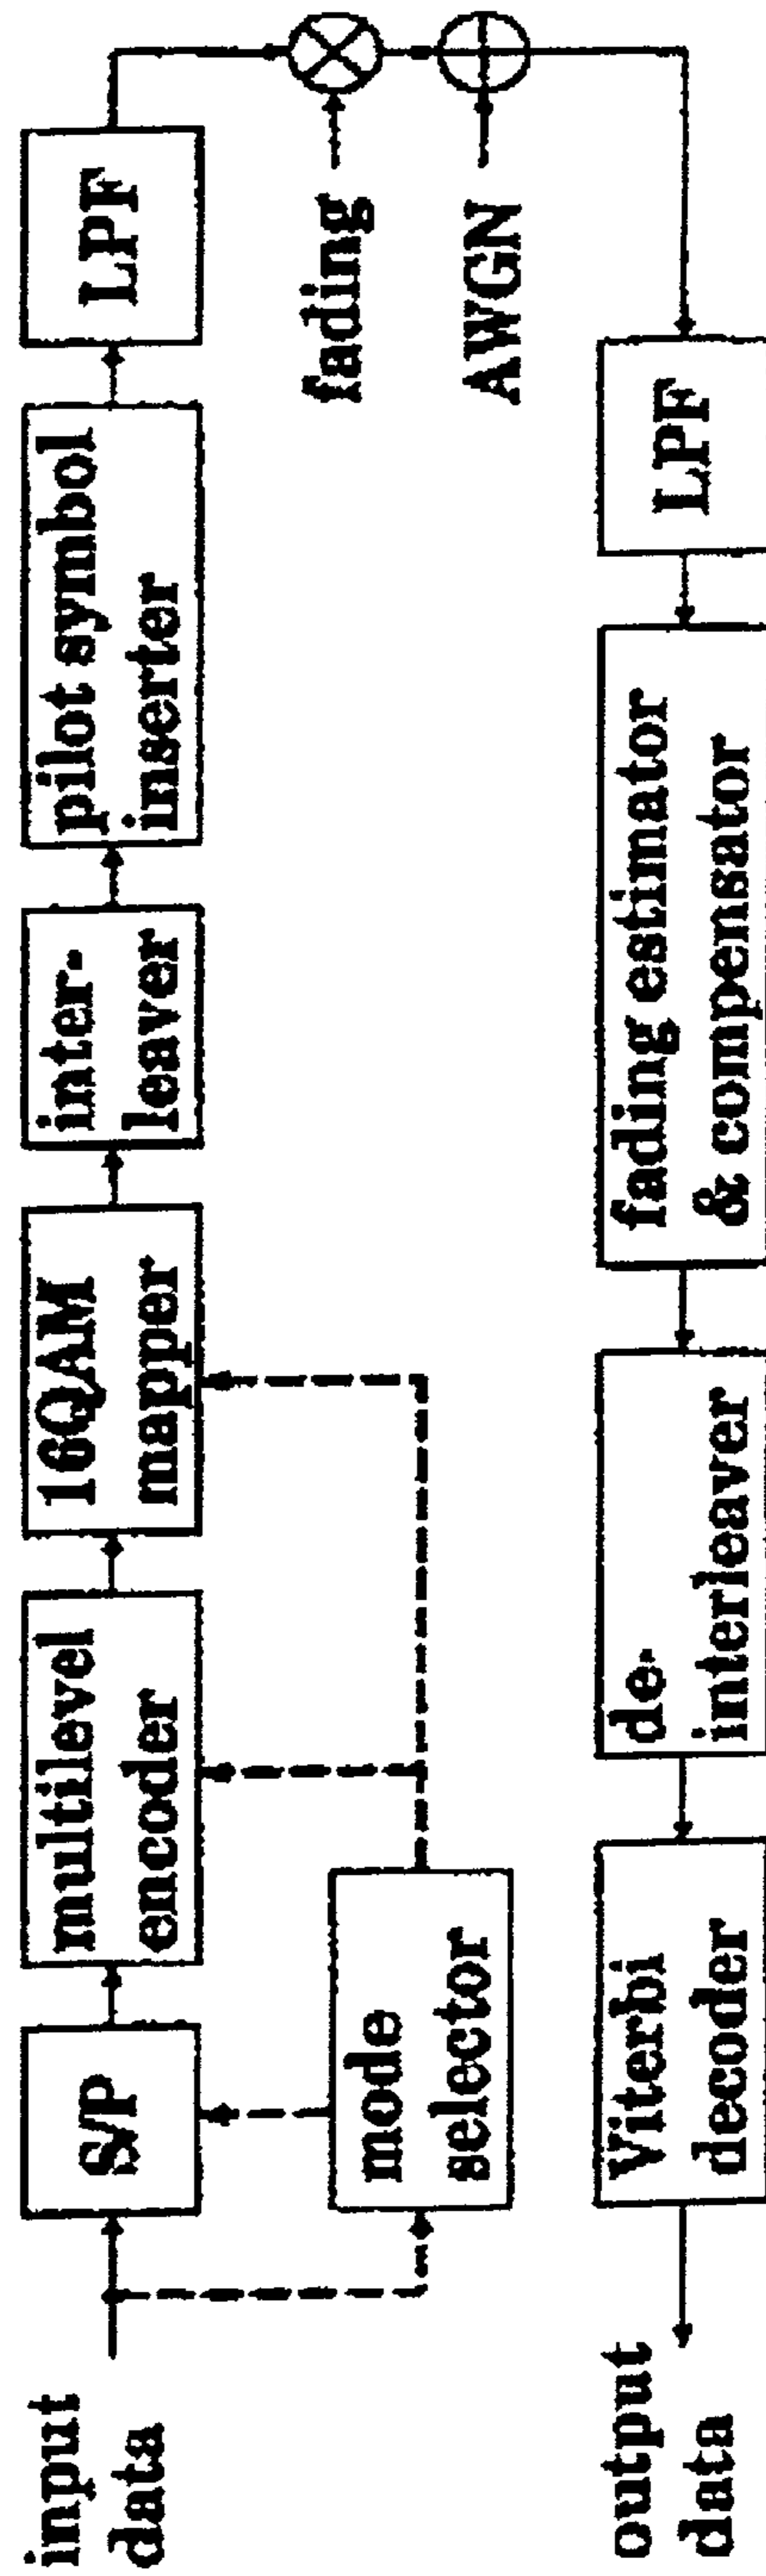 input
data
S/P
multilevel
encoder
16QAM
mapper
inter-
leaver
pilot symbol
inserter
LPF
mode
selector
fading
AWGN
LPF
fading estimator
& compensator
de-
interleaver
Viterbi
decoder
output
data